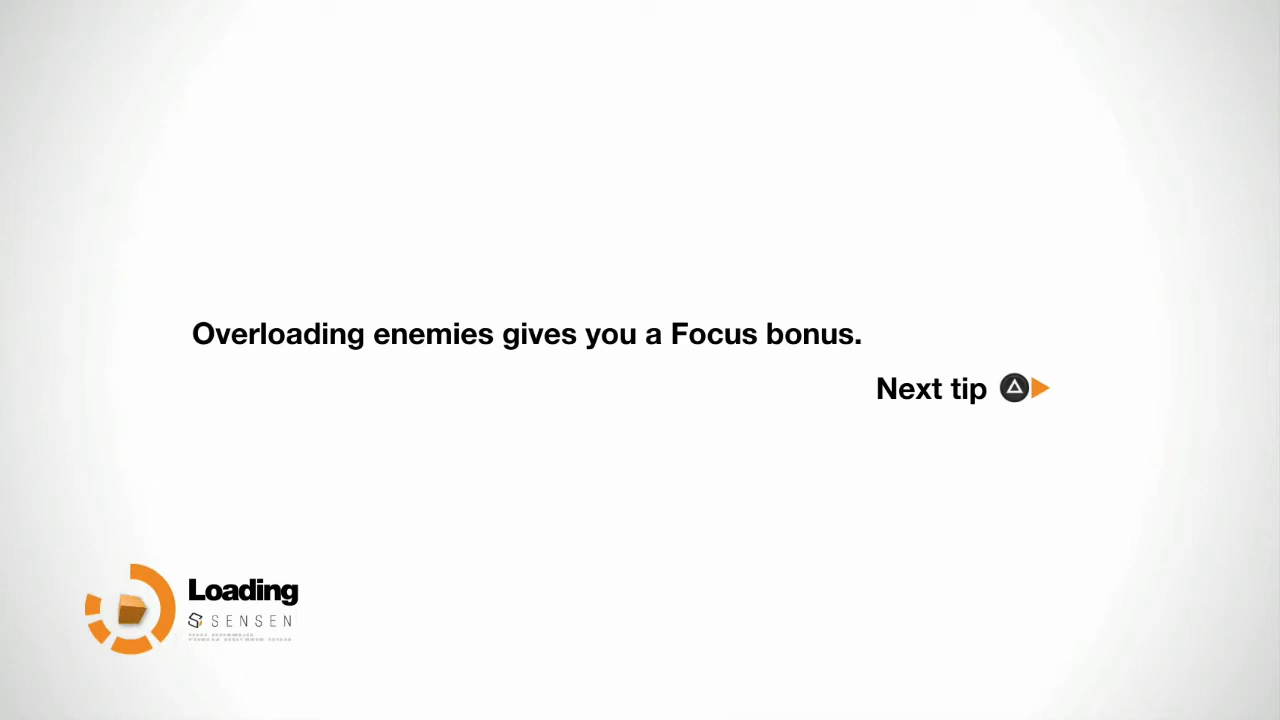 Overloading enemies gives you a Focus bonus.
Next tip
Loading
SENSEN